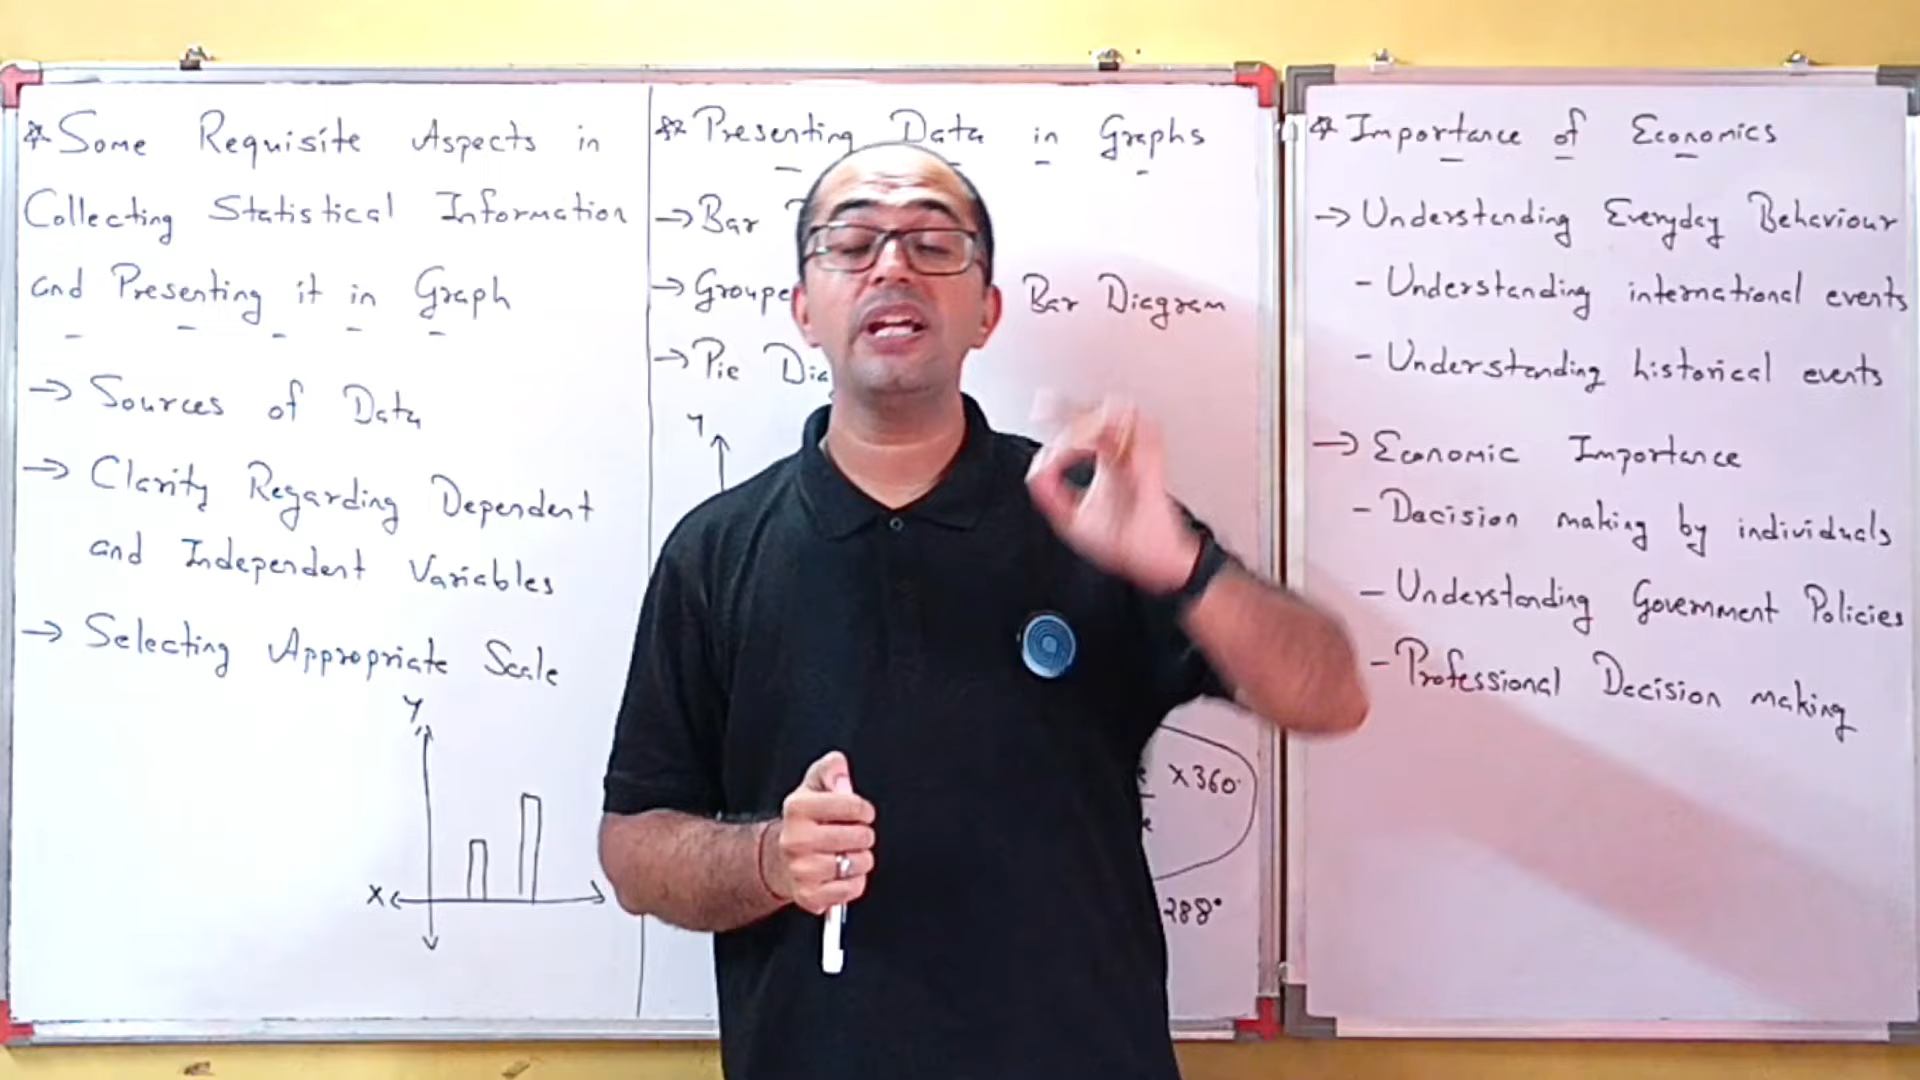 * Some Requisite Aspects in
Collecting Statistical Information
and Presenting it in Graph
→ Sources of Data
→ Clarity Regarding Dependent
and Independent Variables
→ Selecting Appropriate Scale
Y
X
** Presenting Data in Graphs
→ Bar
→ Groupe Bar Diagram
→ Pie Dia
Y
X 360°
288°
* Importance of Economics
→ Understanding Everyday Behaviour
- Understanding international events
- Understanding historical events
→ Economic Importance
- Decision making by individuals
- Understanding Government Policies
- Professional Decision making